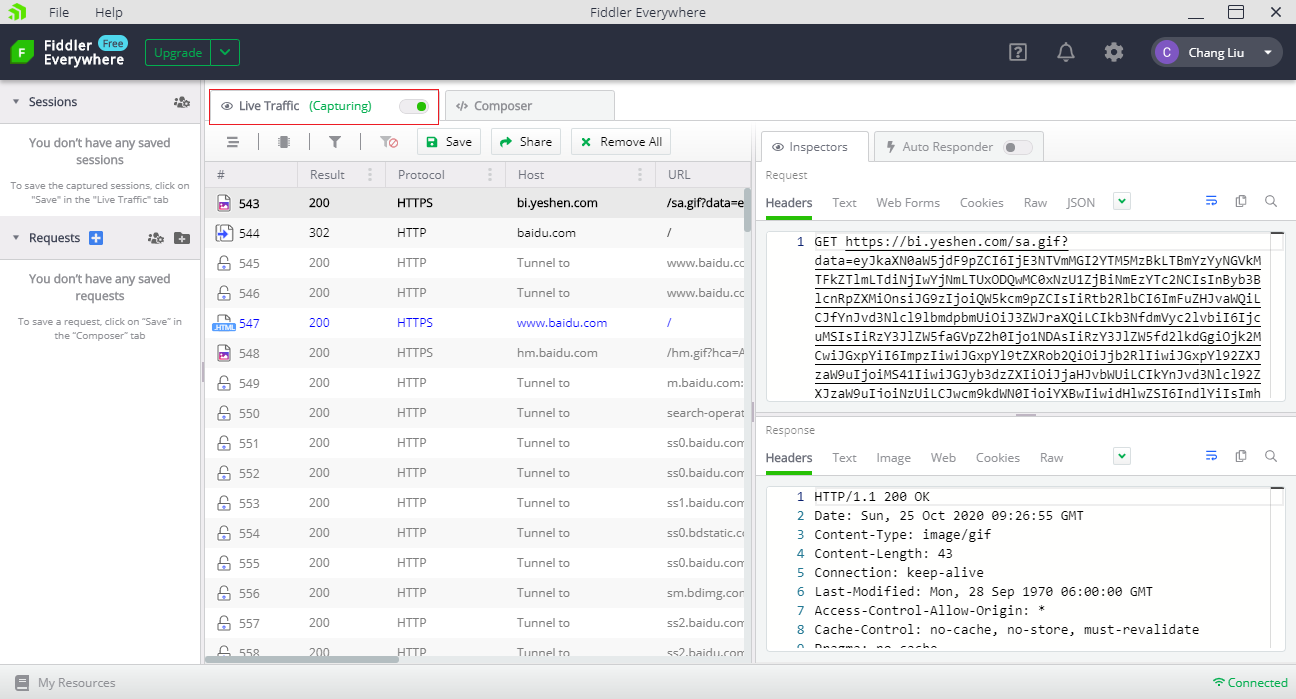 File Help Fiddler Everywhere
Fiddler Free
Everywhere
Upgrade
C Chang Liu
Sessions
You don't have any saved
sessions
To save the captured sessions, click on
"Save" in the "Live Traffic" tab
Requests
You don't have any saved
requests
To save a request, click on "Save" in
the "Composer" tab
Live Traffic (Capturing)
Composer
Save Share Remove All
# Result Protocol Host URL
543 200 HTTPS bi.yeshen.com /sa.gif?data=e
544 302 HTTP baidu.com /
545 200 HTTP Tunnel to www.baidu.cc
546 200 HTTP Tunnel to www.baidu.cc
547 200 HTTPS www.baidu.com /
548 200 HTTPS hm.baidu.com /hm.gif?hca=A
549 200 HTTP Tunnel to m.baidu.com:
550 200 HTTP Tunnel to search-operat
551 200 HTTP Tunnel to ss0.baidu.com
552 200 HTTP Tunnel to ss0.baidu.com
553 200 HTTP Tunnel to ss1.baidu.com
554 200 HTTP Tunnel to ss0.bdstatic.c
555 200 HTTP Tunnel to ss0.baidu.com
556 200 HTTP Tunnel to sm.bdimg.com
557 200 HTTP Tunnel to ss2.baidu.com
558 200 HTTP Tunnel to ss2.baidu.com
Inspectors
Auto Responder
Request
Headers Text Web Forms Cookies Raw JSON
1 GET https://bi.yeshen.com/sa.gif?
data=eyJkaXN0aW5jdF9pZCI6IjE3NTVmMGI2YTM5MzBkLTBmYzYyNGVkM
TFkZTlmLTdiNjIwYjNmLTUxODQwMC0xNzU1ZjBiNmEzYTc2NCIsInByb3B
lcnRpZXMiOnsiJG9zIjoiQW5kcm9pZCIsIiRtb2RlbCI6ImFuZHJvaWQiL
CJfYnJvd3Nlcl9lbmdpbmUiOiJ3ZWJraXQiLCIkb3NfdmVyc2lvbiI6Ijc
uMSIsIiRzY3JlZW5faGVpZ2h0Ijo1NDAsIiRzY3JlZW5fd2lkdGgiOjk2M
CwiJGxpYiI6ImpzIiwiJGxpYl9tZXRob2QiOiJjb2RlIiwiJGxpYl92ZXJ
zaW9uIjoiMS41IiwiJGJyb3dzZXIiOiJjaHJvbWUiLCIkYnJvd3Nlcl92Z
XJzaW9uIjoiNzUiLCJwcm9kdWN0IjoiYXBwIiwidHlwZSI6IndlYiIsImh
Response
Headers Text Image Web Cookies Raw
1 HTTP/1.1 200 OK
2 Date: Sun, 25 Oct 2020 09:26:55 GMT
3 Content-Type: image/gif
4 Content-Length: 43
5 Connection: keep-alive
6 Last-Modified: Mon, 28 Sep 1970 06:00:00 GMT
7 Access-Control-Allow-Origin: *
8 Cache-Control: no-cache, no-store, must-revalidate
9 Pragma: no-cache
My Resources
Connected